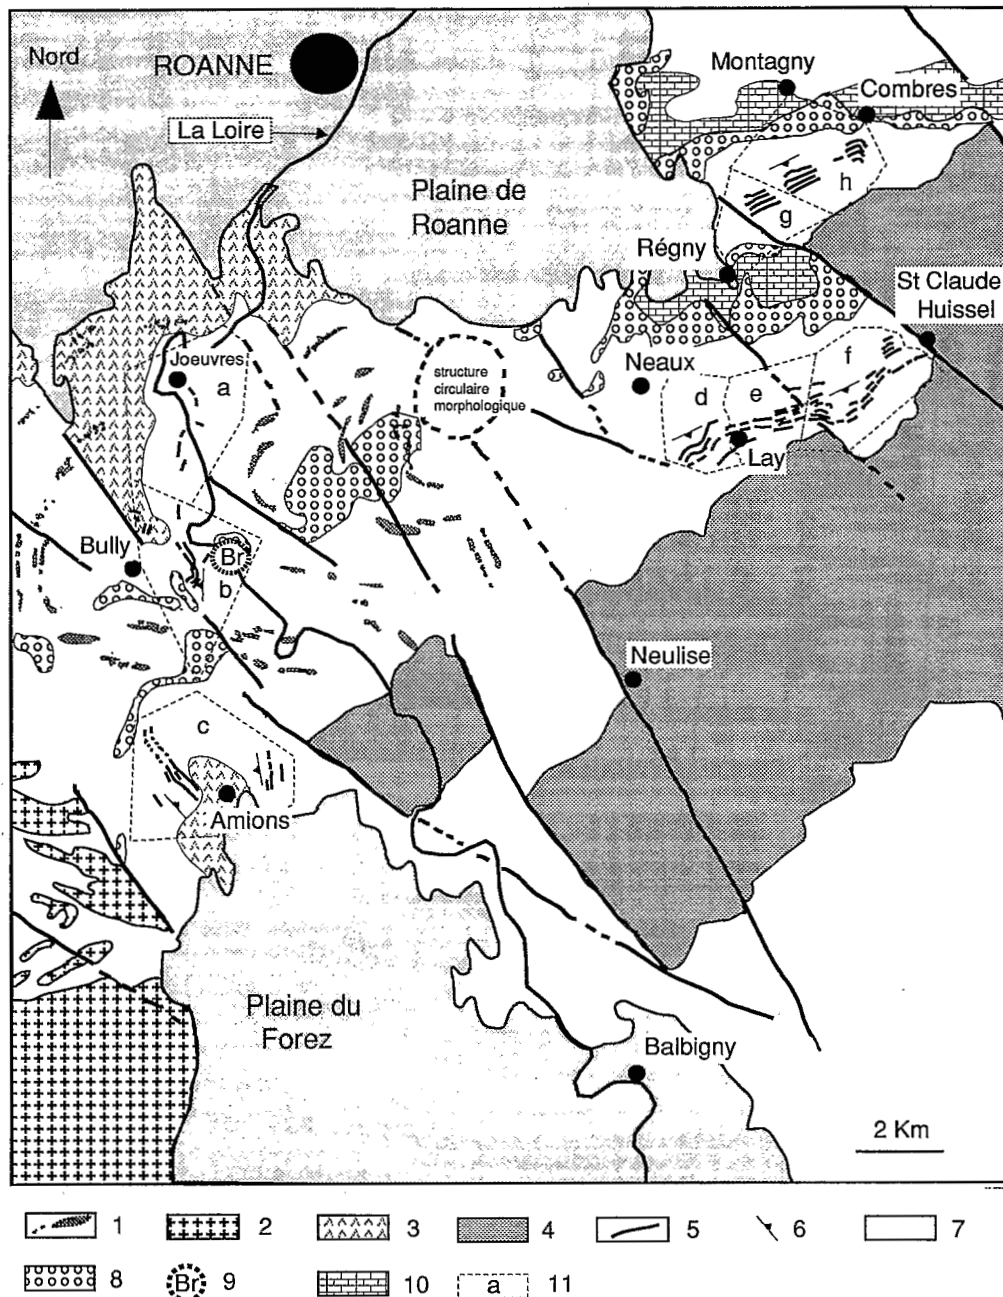 Nord
ROANNE
La Loire
Montagny
Combres
Plaine de
Roanne
h
g
Régny
St Claude
Huissel
Joeuvres
a
structure
circulaire
morphologique
Neaux
f
d
e
Lay
Bully
Br
b
Neulise
c
Amions
Plaine du
Forez
Balbigny
2 Km
1
2
3
4
5
6
7
8
Br
9
10
a
11